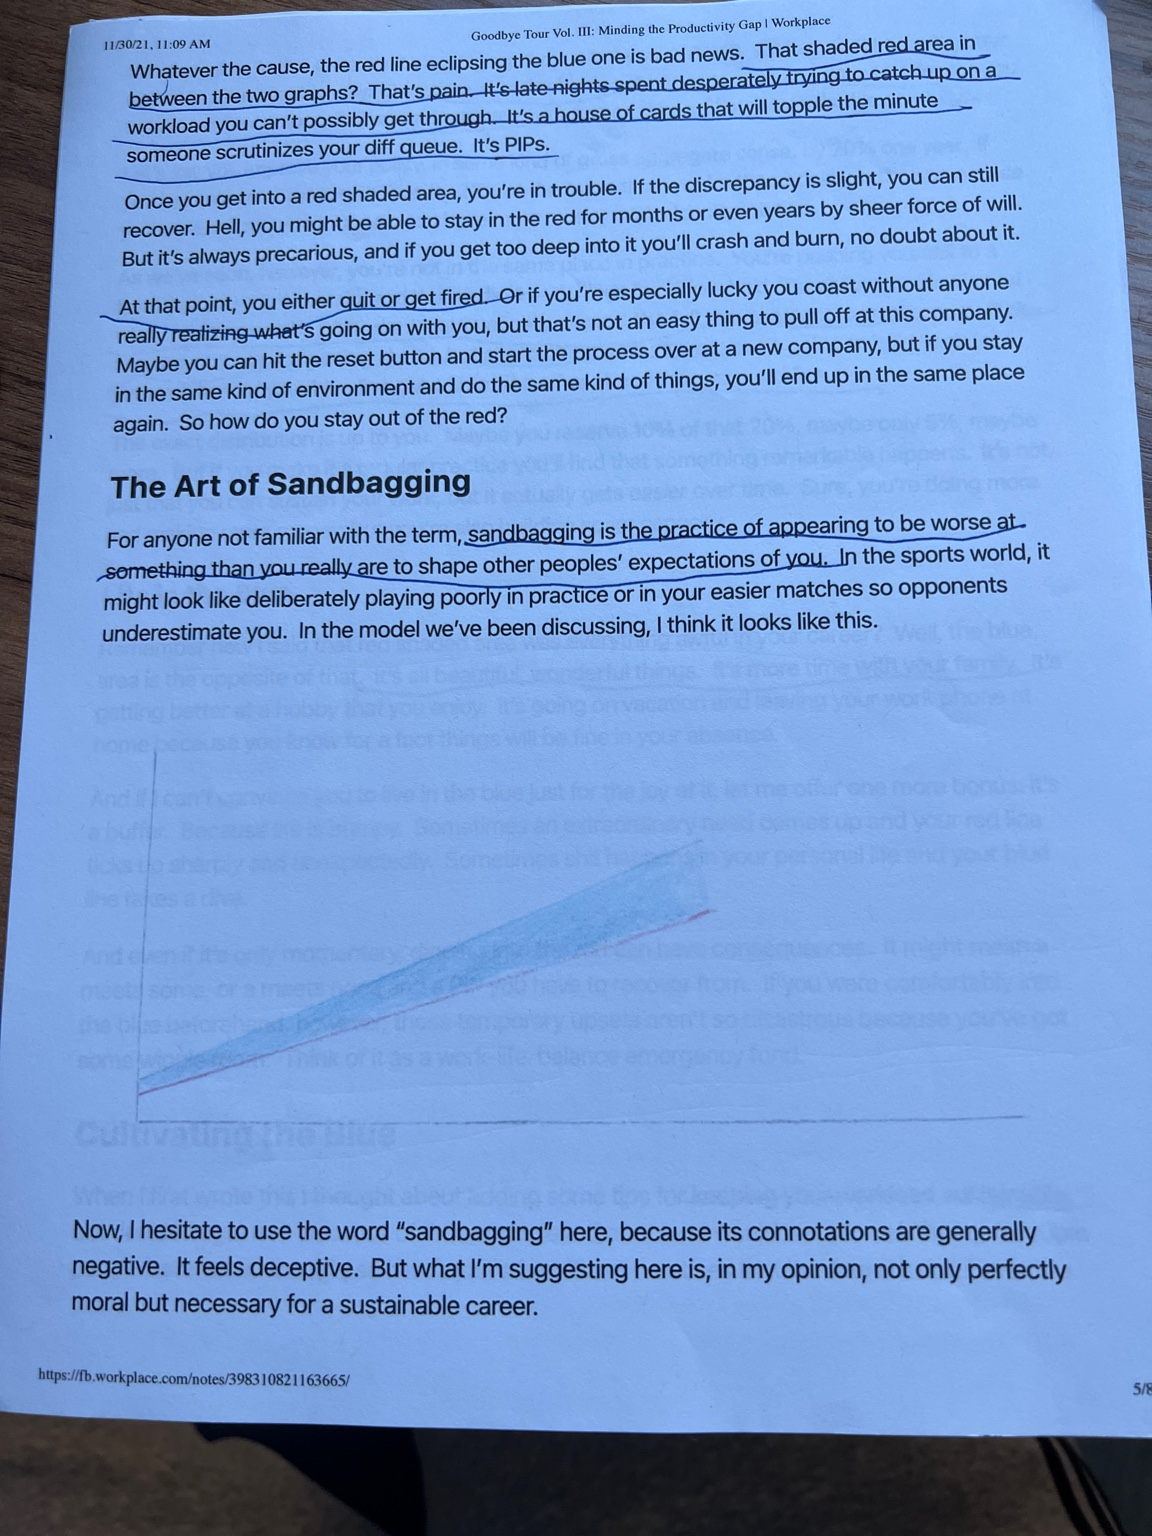 11/30/21, 11:09 AM
Goodbye Tour Vol. III: Minding the Productivity Gap | Workplace
Whatever the cause, the red line eclipsing the blue one is bad news. That shaded red area in
between the two graphs? That's pain. It's late nights spent desperately trying to catch up on a
workload you can't possibly get through. It's a house of cards that will topple the minute
someone scrutinizes your diff queue. It's PIPs.
Once you get into a red shaded area, you're in trouble. If the discrepancy is slight, you can still
recover. Hell, you might be able to stay in the red for months or even years by sheer force of will.
But it's always precarious, and if you get too deep into it you'll crash and burn, no doubt about it.
At that point, you either quit or get fired. Or if you're especially lucky you coast without anyone
really realizing what's going on with you, but that's not an easy thing to pull off at this company.
Maybe you can hit the reset button and start the process over at a new company, but if you stay
in the same kind of environment and do the same kind of things, you'll end up in the same place
again. So how do you stay out of the red?
The Art of Sandbagging
For anyone not familiar with the term, sandbagging is the practice of appearing to be worse at
something than you really are to shape other peoples' expectations of you. In the sports world, it
might look like deliberately playing poorly in practice or in your easier matches so opponents
underestimate you. In the model we've been discussing, I think it looks like this.
Now, I hesitate to use the word “sandbagging” here, because its connotations are generally
negative. It feels deceptive. But what I'm suggesting here is, in my opinion, not only perfectly
moral but necessary for a sustainable career.
https://fb.workplace.com/notes/398310821163665/
5/8